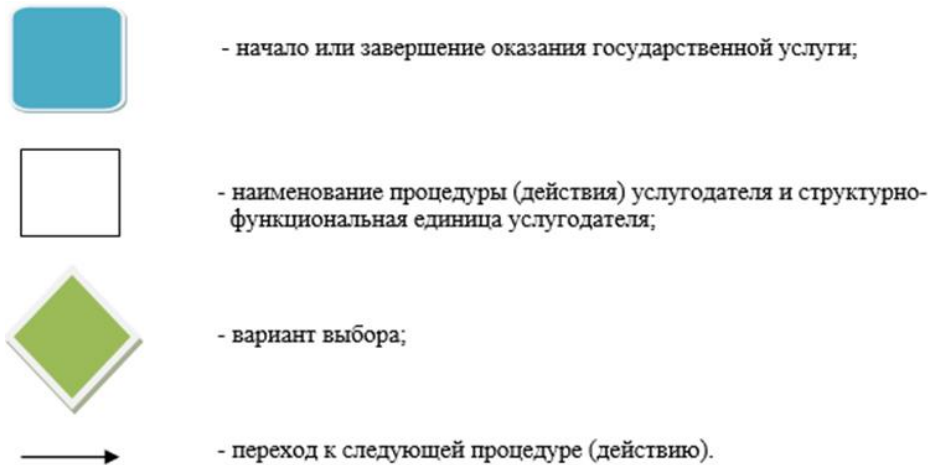 - начало или завершение оказания государственной услуги;
- наименование процедуры (действия) услугодателя и структурно-
функциональная единица услугодателя;
- вариант выбора;
- переход к следующей процедуре (действию).